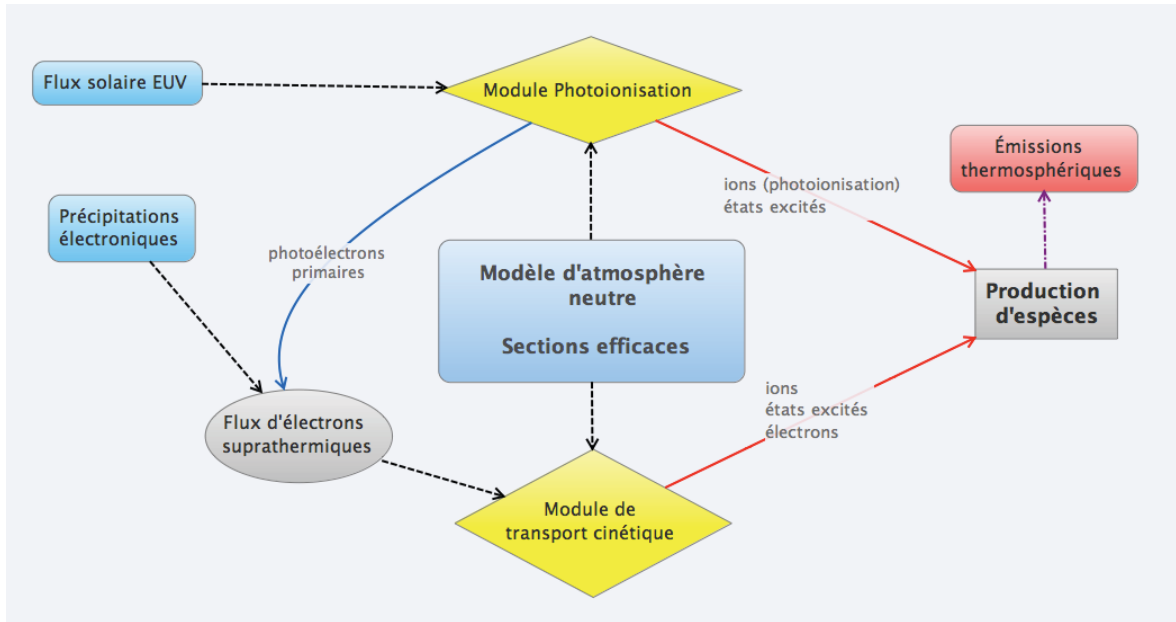 Flux solaire EUV
Module Photoionisation
Émissions
thermosphériques
ions (photoionisation)
états excités
Précipitations
électroniques
photoélectrons
primaires
Modèle d'atmosphère
neutre
Sections efficaces
Production
d'espèces
ions
états excités
électrons
Flux d'électrons
suprathermiques
Module de
transport cinétique